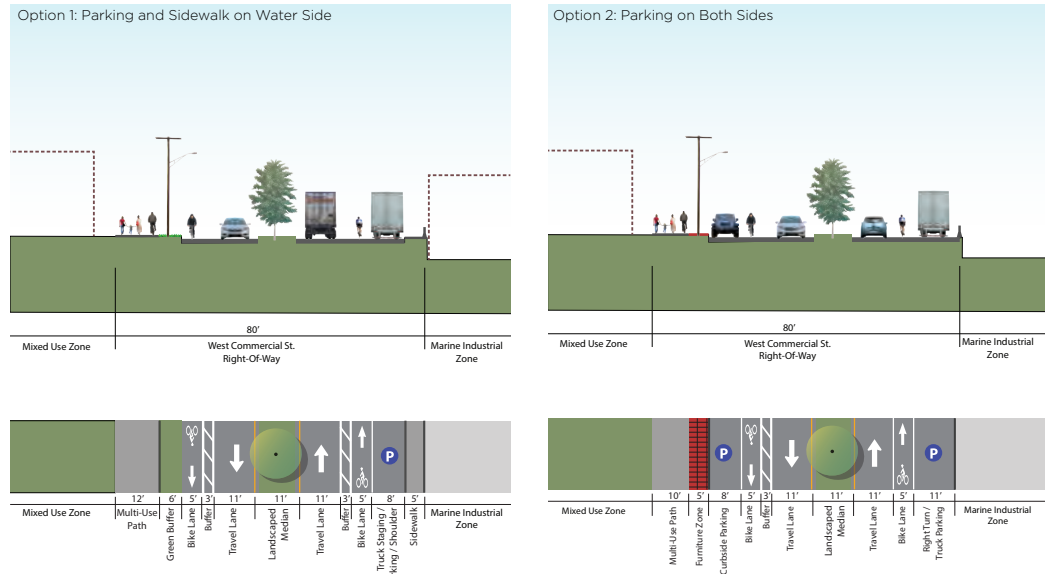 Option 1: Parking and Sidewalk on Water Side
80’
Mixed Use Zone
West Commercial St.
Right-Of-Way
Marine Industrial
Zone
P
12’
6’
5’
3’
11’
11’
11’
3’
5’
8’
5’
Mixed Use Zone
Multi-Use
Path
Green Buffer
Bike Lane
Buffer
Travel Lane
Landscaped
Median
Travel Lane
Buffer
Bike Lane
Truck Staging /
king / Shoulder
Sidewalk
Marine Industrial
Zone
Option 2: Parking on Both Sides
80’
Mixed Use Zone
West Commercial St.
Right-Of-Way
Marine Industrial
Zone
P
P
10’
5’
8’
5’
3’
11’
11’
11’
5’
11’
Mixed Use Zone
Multi-Use Path
Furniture Zone
Curbside Parking
Bike Lane
Buffer
Travel Lane
Landscaped
Median
Travel Lane
Bike Lane
Right Turn /
Truck Parking
Marine Industrial
Zone